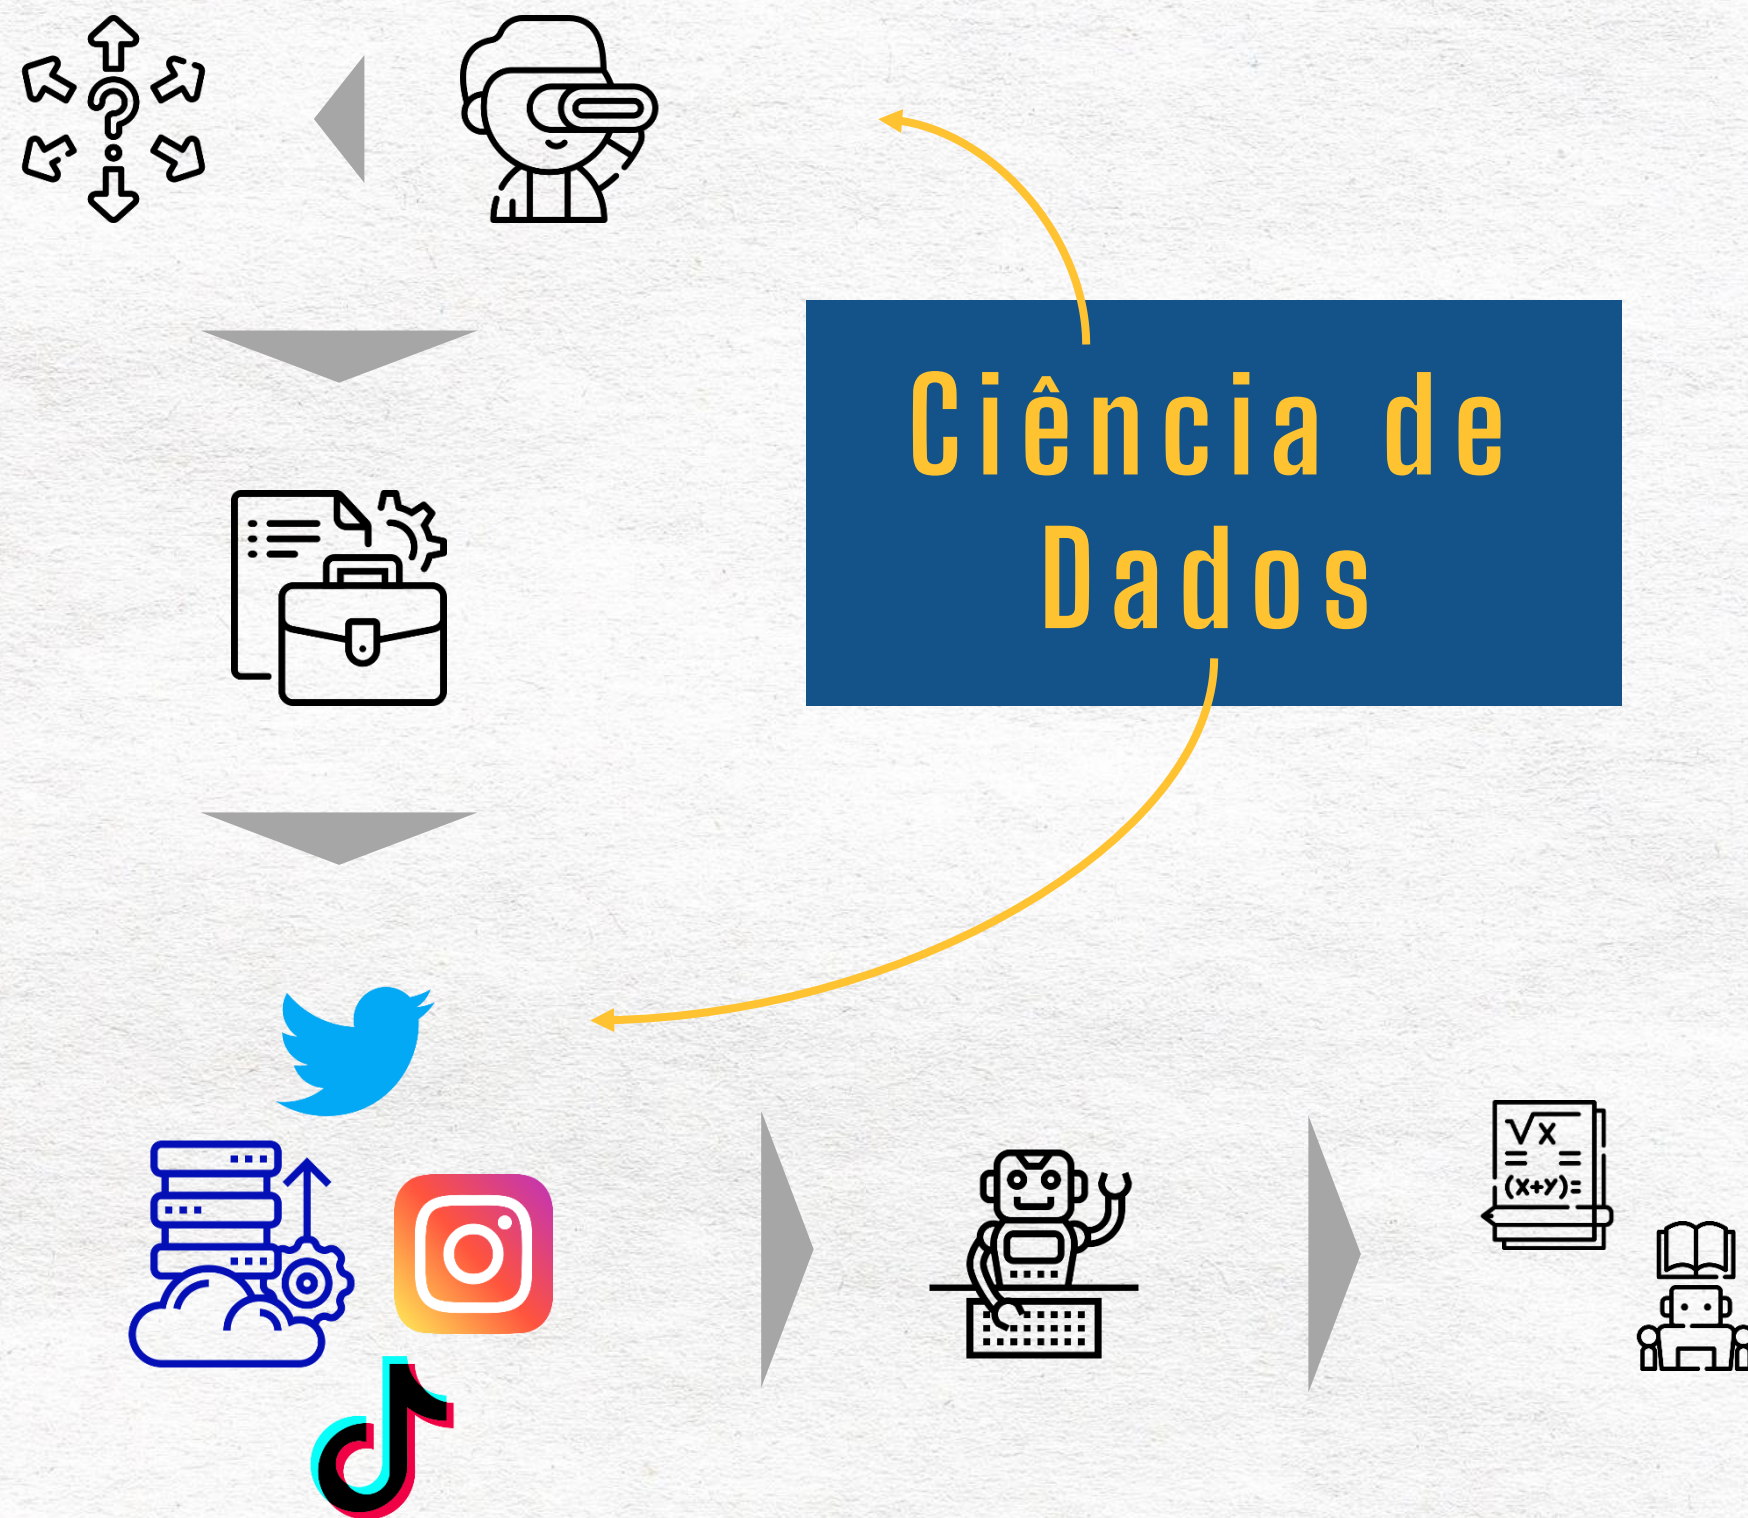 Ciência de
Dados
√x
= =
(x+y)=